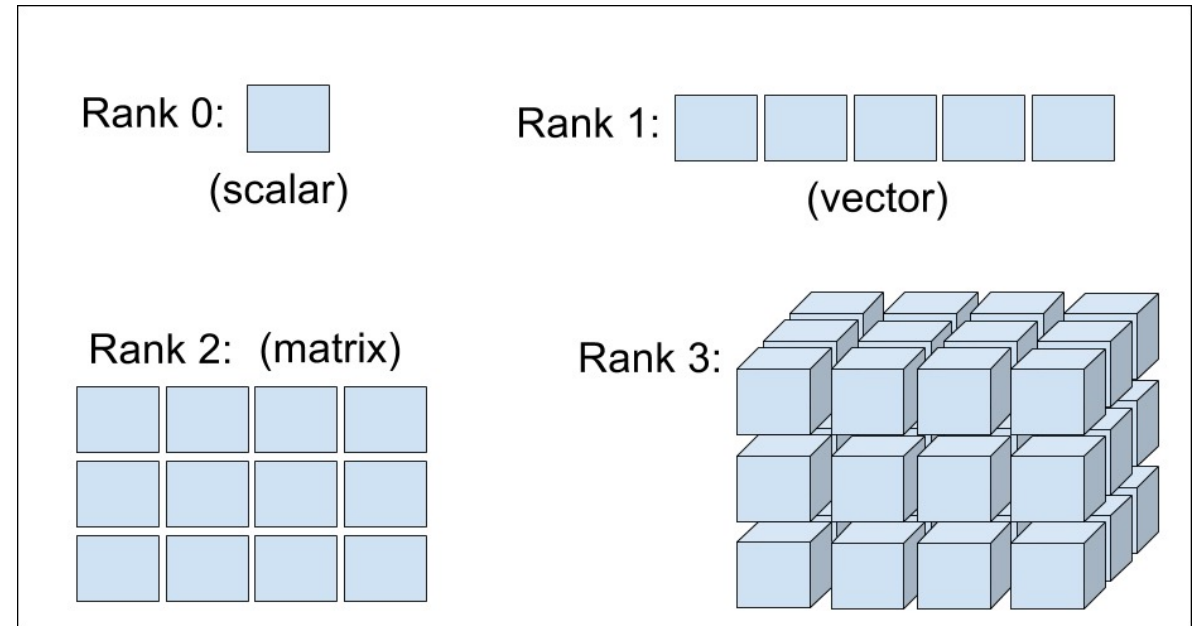 Rank 0:
(scalar)
Rank 1:
(vector)
Rank 2: (matrix)
Rank 3: